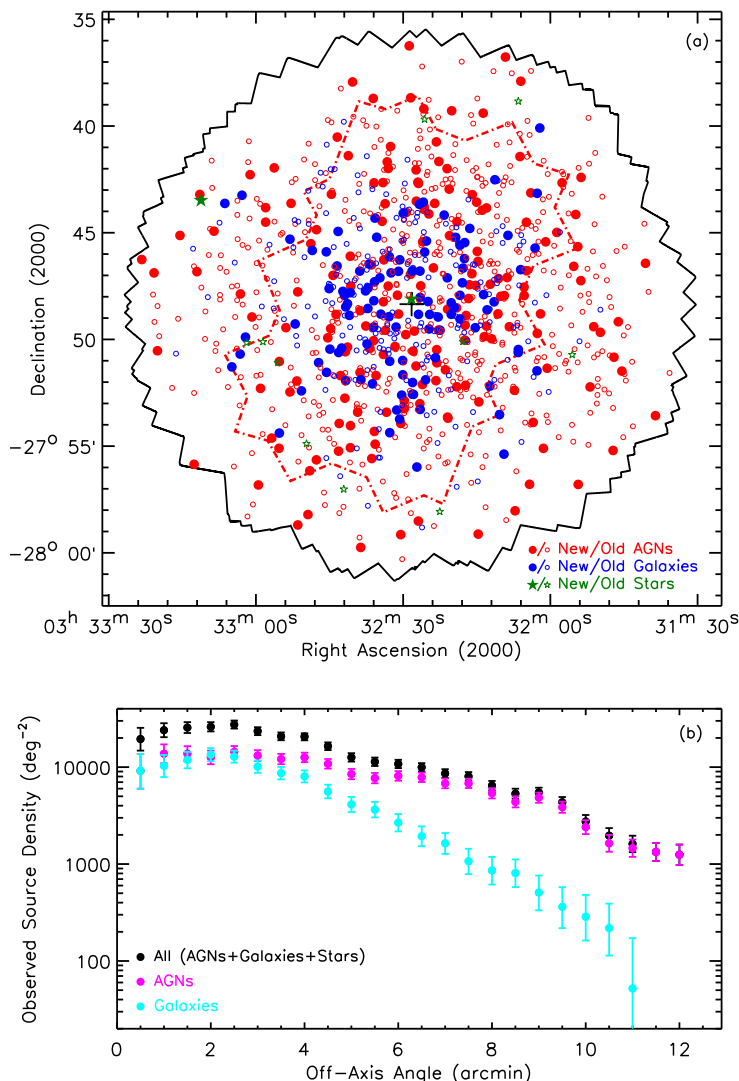 (a)
35
40
45
50
−27° 55'
−28° 00'
Declination (2000)
●/○ New/Old AGNs
●/○ New/Old Galaxies
★/☆ New/Old Stars
03ʰ 33ᵐ 30ˢ 33ᵐ 00ˢ 32ᵐ 30ˢ 32ᵐ 00ˢ 31ᵐ 30ˢ
Right Ascension (2000)
(b)
10000
1000
100
Observed Source Density (deg⁻²)
All (AGNs+Galaxies+Stars)
AGNs
Galaxies
0 2 4 6 8 10 12
Off−Axis Angle (arcmin)